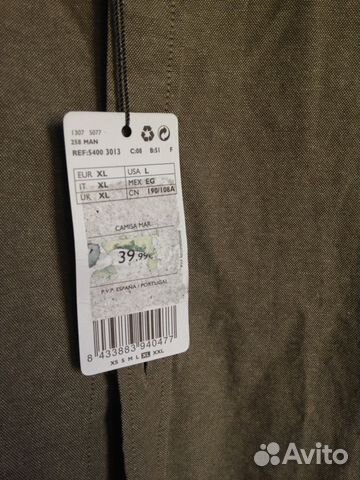 1307 5077
258 MAN
REF:5400 3013 C:08 B:51 F
EUR XL USA L
IT XL MEX EG
UK XL CN 190/108A
CAMISA MAR
39.99€
P.V.P. ESPAÑA / PORTUGAL
8 433883 940477
XS S M L XL XXL
Avito